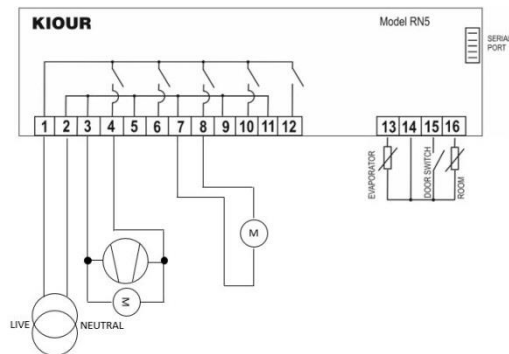 KIOUR
Model RN5
SERIAL
PORT
1 2 3 4 5 6 7 8 9 10 11 12
13 14 15 16
EVAPORATOR
DOOR SWITCH
ROOM
M
M
LIVE
NEUTRAL